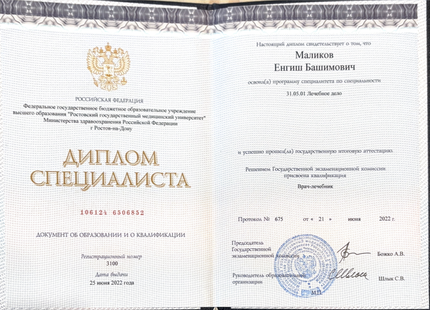 РОССИЙСКАЯ ФЕДЕРАЦИЯ
Федеральное государственное бюджетное образовательное учреждение
высшего образования "Ростовский государственный медицинский университет"
Министерства здравоохранения Российской Федерации
г Ростов-на-Дону
ДИПЛОМ
СПЕЦИАЛИСТА
106124 6506852
ДОКУМЕНТ ОБ ОБРАЗОВАНИИ И О КВАЛИФИКАЦИИ
Регистрационный номер
3100
Дата выдачи
25 июня 2022 года
Настоящий диплом свидетельствует о том, что
Маликов
Енгиш Башимович
освоил(а) программу специалитета по специальности
31.05.01 Лечебное дело
и успешно прошел(ла) государственную итоговую аттестацию
Решением Государственной экзаменационной комиссии
присвоена квалификация
Врач-лечебник
Протокол № 675 от « 21 » июня 2022 г.
Председатель
Государственной
экзаменационной комиссии
Божко А.В.
Руководитель образовательной
организации
Шлык С.В.
М.П.